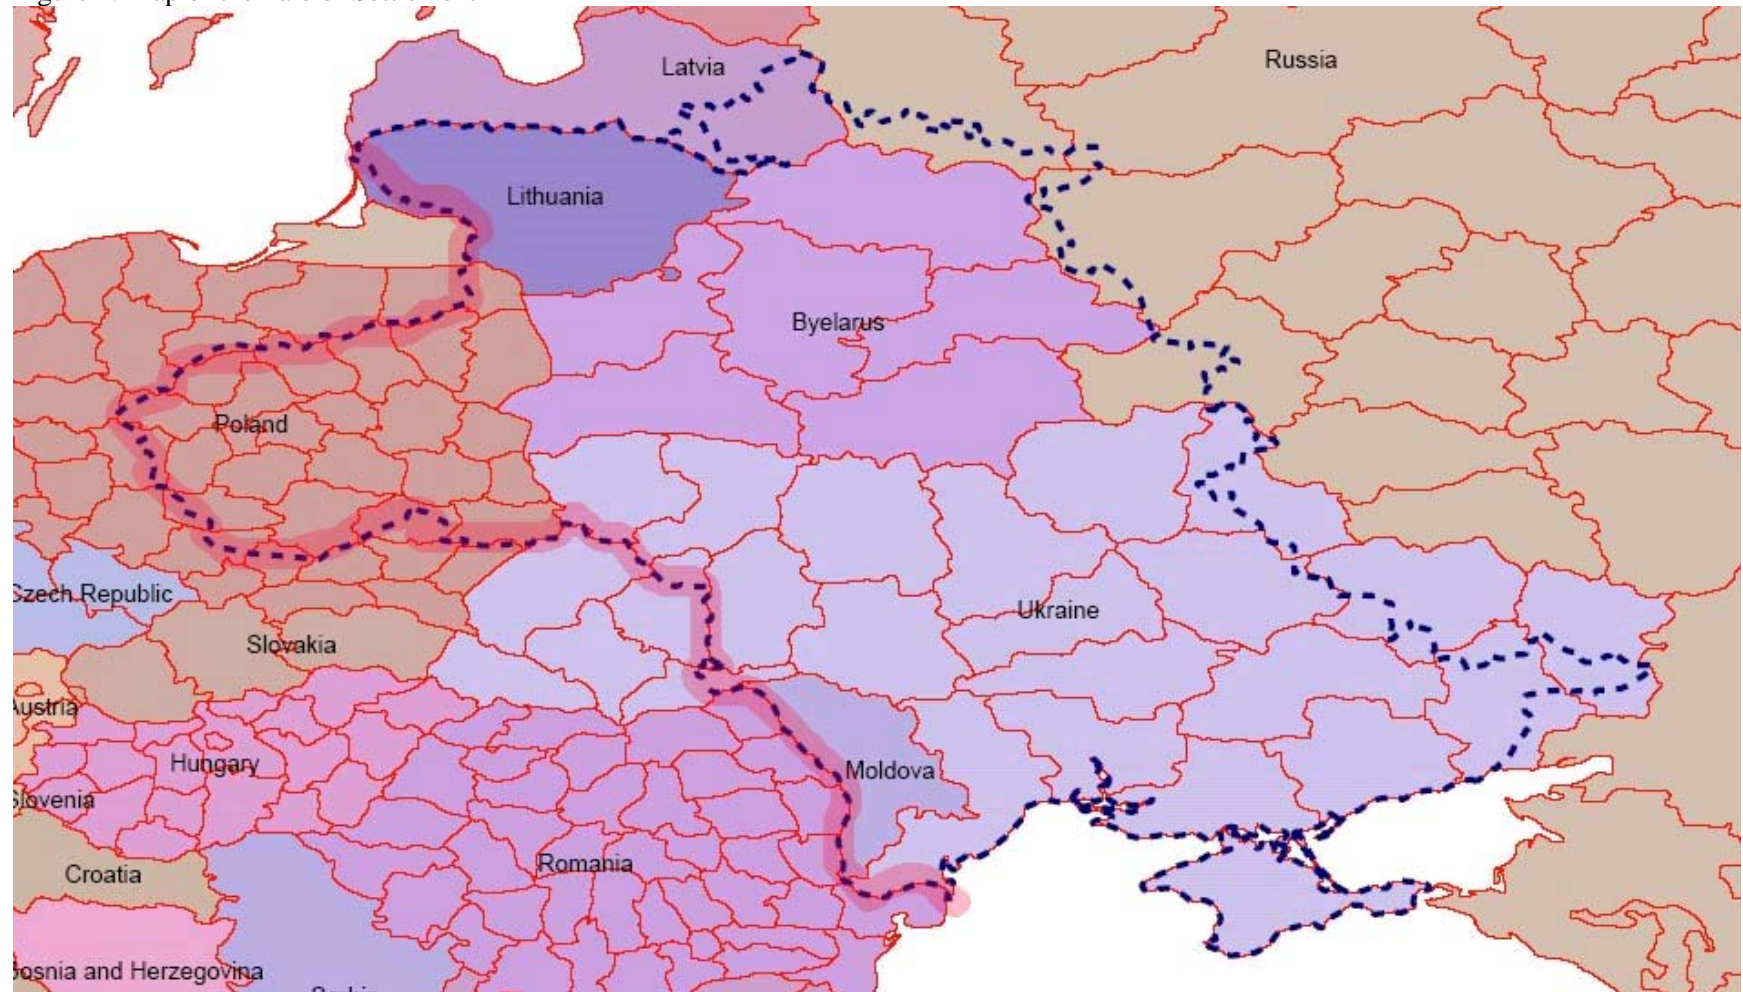 Latvia
Russia
Lithuania
Byelarus
Poland
Czech Republic
Ukraine
Slovakia
Austria
Hungary
Moldova
Slovenia
Romania
Croatia
Bosnia and Herzegovina